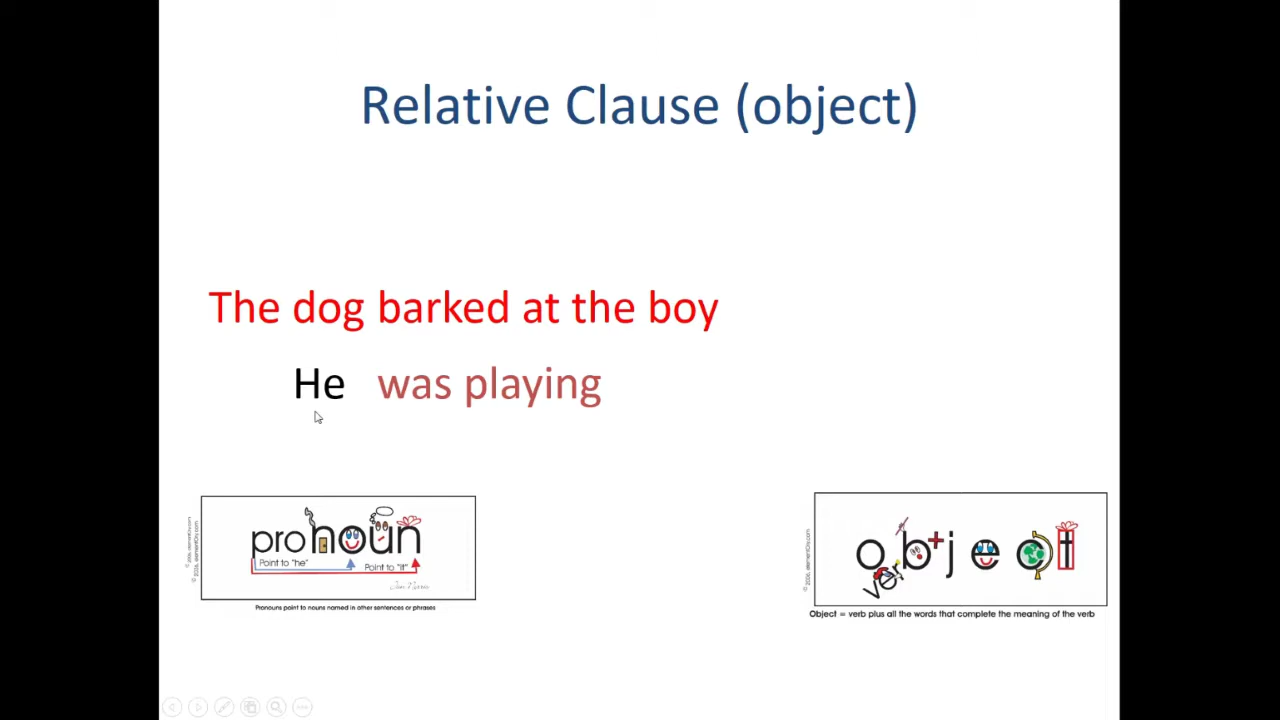 Relative Clause (object)
The dog barked at the boy
He was playing
pronoun
Point to "he"
Point to "it"
Pronouns point to nouns named in other sentences or phrases
object
verb
Object = verb plus all the words that complete the meaning of the verb